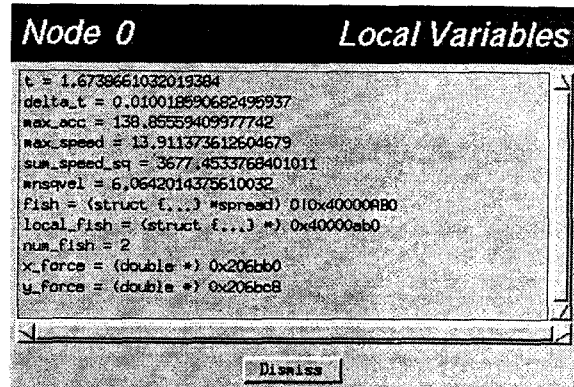 Node 0 Local Variables
t = 1.6738661032019384
delta_t = 0.010018590682495937
max_acc = 138.85559409977742
max_speed = 13.911373612604679
sum_speed_sq = 3677.4533768401011
mnsqvel = 6.0642014375610032
fish = (struct {...} *spread) 0|0x40000AB0
local_fish = (struct {...} *) 0x40000ab0
num_fish = 2
x_force = (double *) 0x206bb0
y_force = (double *) 0x206bc8
Dismiss